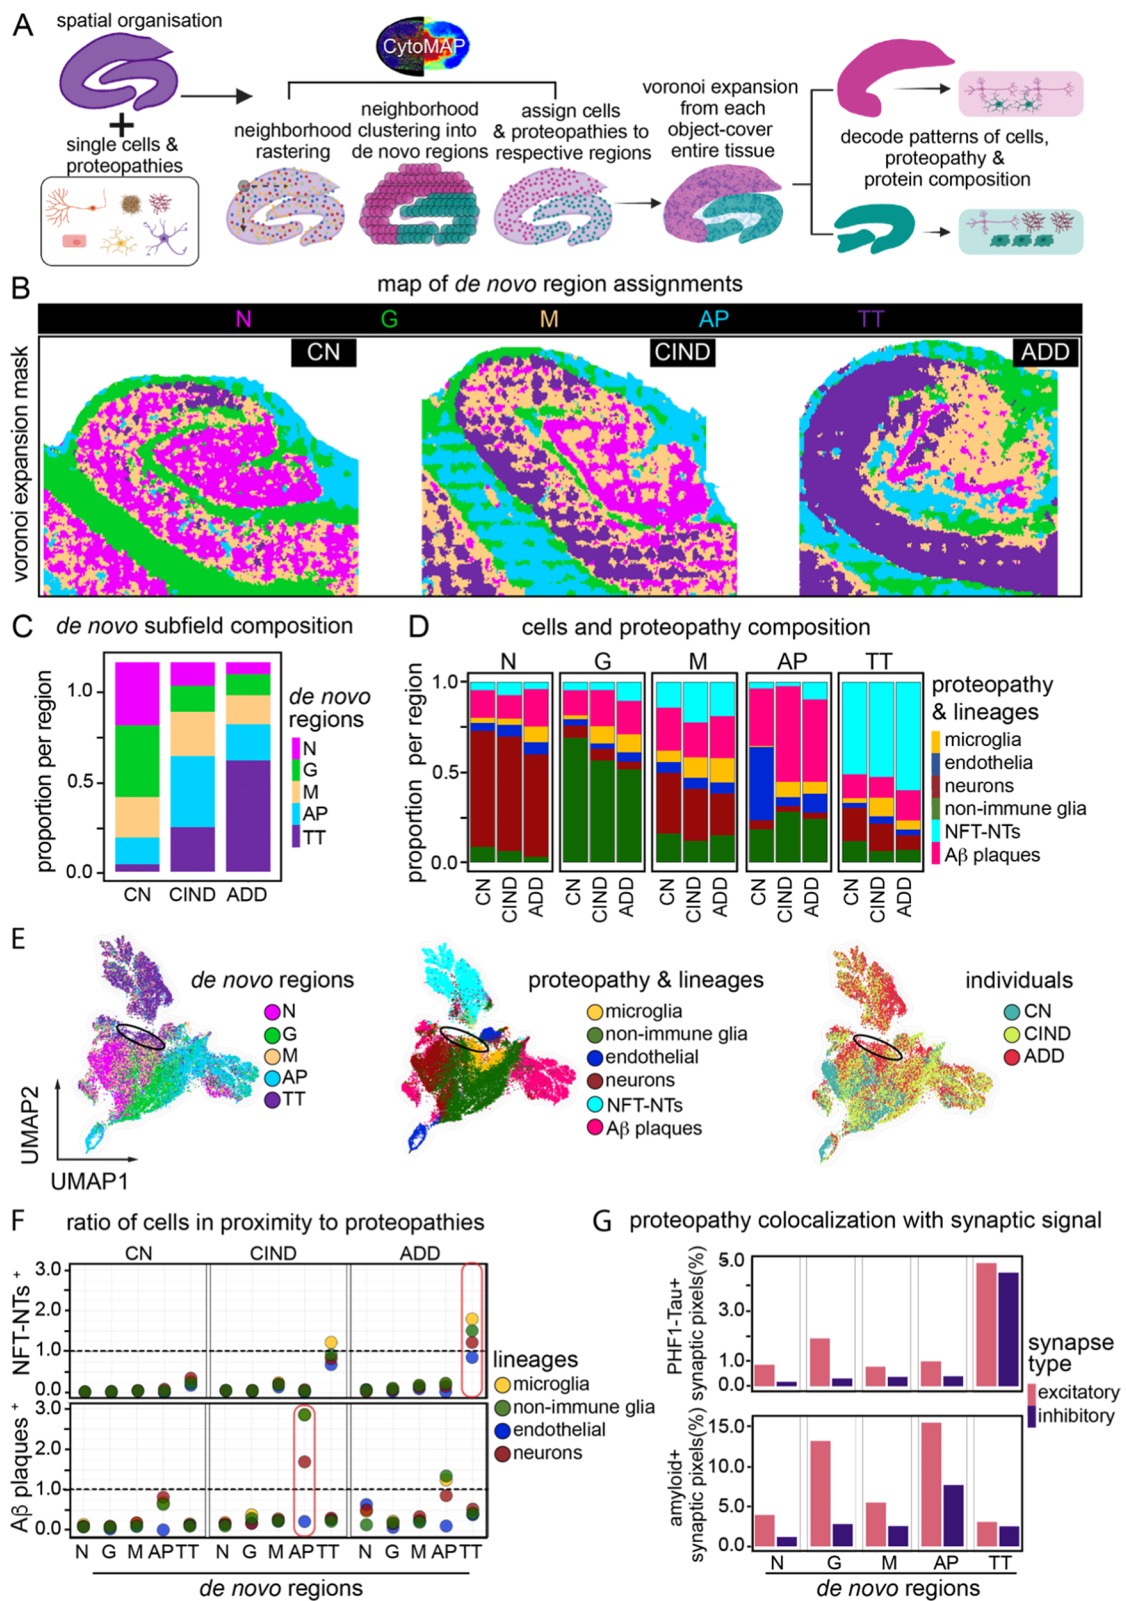 A
spatial organisation
single cells &
proteopathies
CytoMAP
neighborhood
rastering
neighborhood
clustering into
de novo regions
assign cells
& proteopathies to
respective regions
voronoi expansion
from each
object-cover
entire tissue
decode patterns of cells,
proteopathy &
protein composition
B
map of de novo region assignments
N G M AP TT
voronoi expansion mask
CN
CIND
ADD
C
de novo subfield composition
proportion per region
1.0
0.5
0.0
CN CIND ADD
de novo
regions
N
G
M
AP
TT
D
cells and proteopathy composition
N G M AP TT
proportion per region
1.0
0.5
0.0
CN CIND ADD CN CIND ADD CN CIND ADD CN CIND ADD CN CIND ADD
proteopathy
& lineages
microglia
endothelia
neurons
non-immune glia
NFT-NTs
Aβ plaques
E
UMAP2
UMAP1
de novo regions
N
G
M
AP
TT
proteopathy & lineages
microglia
non-immune glia
endothelial
neurons
NFT-NTs
Aβ plaques
individuals
CN
CIND
ADD
F
ratio of cells in proximity to proteopathies
CN CIND ADD
NFT-NTs +
3.0
2.0
1.0
0.0
Aβ plaques +
3.0
2.0
1.0
0.0
N G M AP TT N G M AP TT N G M AP TT
de novo regions
lineages
microglia
non-immune glia
endothelial
neurons
G
proteopathy colocalization with synaptic signal
PHF1-Tau+
synaptic pixels(%)
5.0
3.0
1.0
0.0
amyloid+
synaptic pixels(%)
15.0
10.0
5.0
0.0
N G M AP TT
de novo regions
synapse
type
excitatory
inhibitory